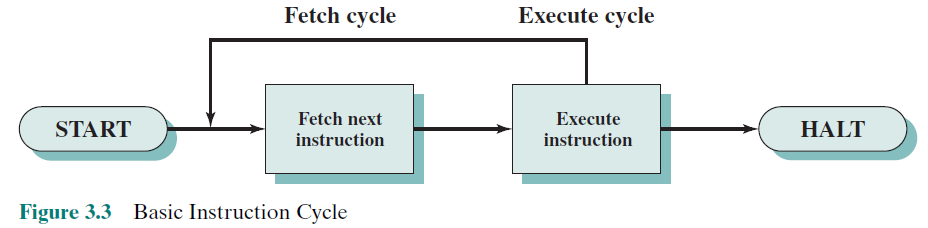 Fetch cycle Execute cycle
START
Fetch next
instruction
Execute
instruction
HALT
Figure 3.3 Basic Instruction Cycle